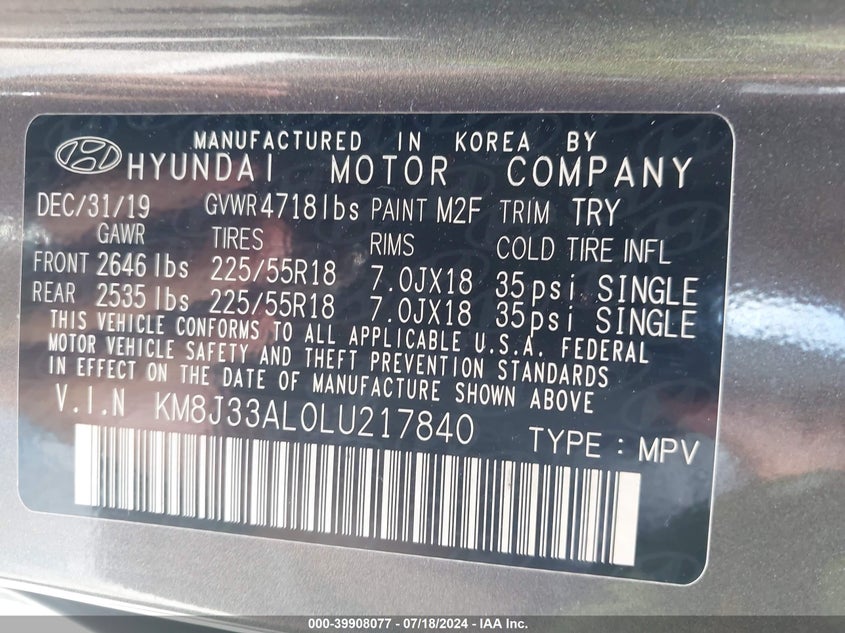 MANUFACTURED IN KOREA BY
HYUNDAI MOTOR COMPANY
DEC/31/19 GVWR 4718lbs PAINT M2F TRIM TRY
GAWR TIRES RIMS COLD TIRE INFL
FRONT 2646lbs 225/55R18 7.0JX18 35psi SINGLE
REAR 2535lbs 225/55R18 7.0JX18 35psi SINGLE
THIS VEHICLE CONFORMS TO ALL APPLICABLE U.S.A. FEDERAL
MOTOR VEHICLE SAFETY AND THEFT PREVENTION STANDARDS
IN EFFECT ON THE DATE OF MANUFACTURE SHOWN ABOVE
V.I.N KM8J33AL0LU217840 TYPE : MPV
000-39908077 - 07/18/2024 - IAA Inc.